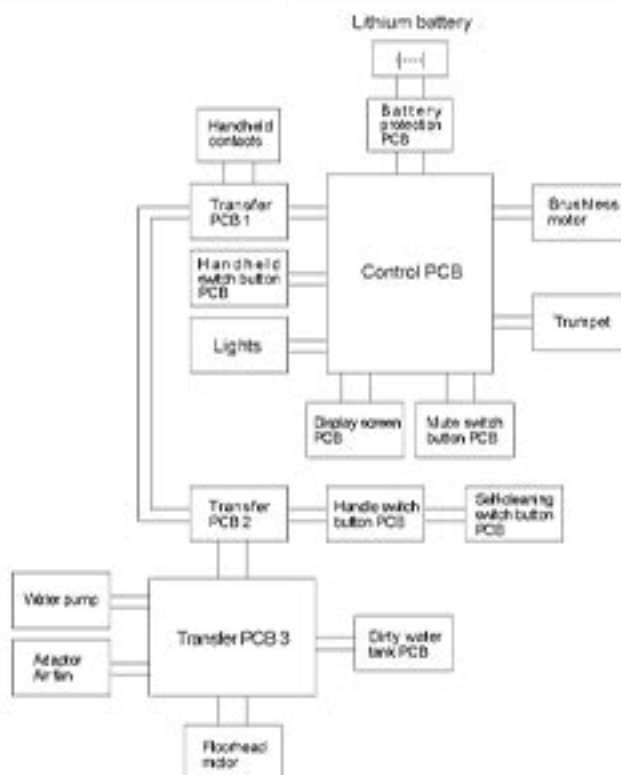 Lithium battery
Battery
protection
PCB
Handheld
contacts
Transfer
PCB 1
Brushless
motor
Handheld
switch button
PCB
Control PCB
Lights
Trumpet
Display screen
PCB
Mute switch
button PCB
Transfer
PCB 2
Handle switch
button PCB
Self-cleaning
switch button
PCB
Water pump
Transfer PCB 3
Dirty water
tank PCB
Adaptor
Air fan
Floorhead
motor